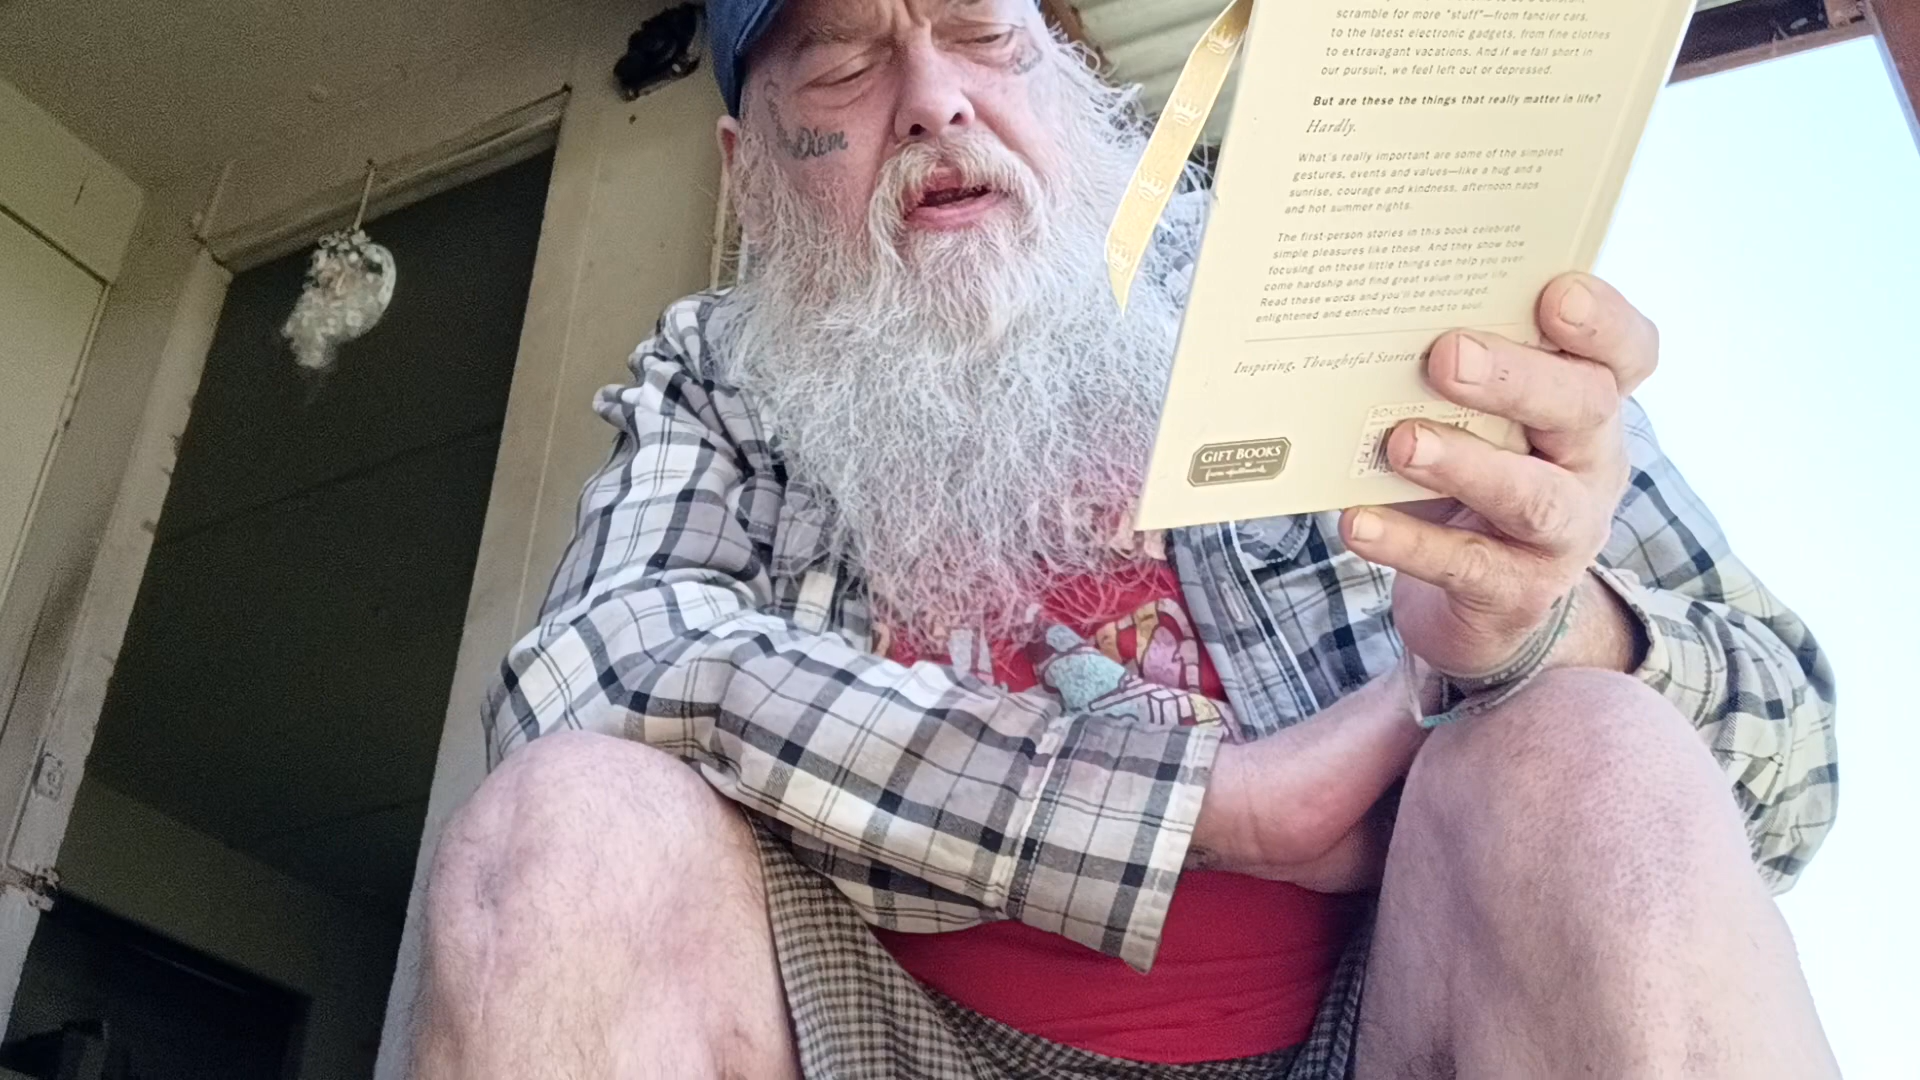 Diem
scramble for more "stuff"—from fancier cars,
to the latest electronic gadgets, from fine clothes
to extravagant vacations. And if we fall short in
our pursuit, we feel left out or depressed.
But are these the things that really matter in life?
Hardly.
What's really important are some of the simplest
gestures, events and values—like a hug and a
sunrise, courage and kindness, afternoon naps
and hot summer nights.
The first-person stories in this book celebrate
simple pleasures like these. And they show how
focusing on these little things can help you over-
come hardship and find great value in your life.
Read these words and you'll be encouraged,
enlightened and enriched from head to soul.
Inspiring, Thoughtful Stories
BOK5080
GIFT BOOKS
from Hallmark